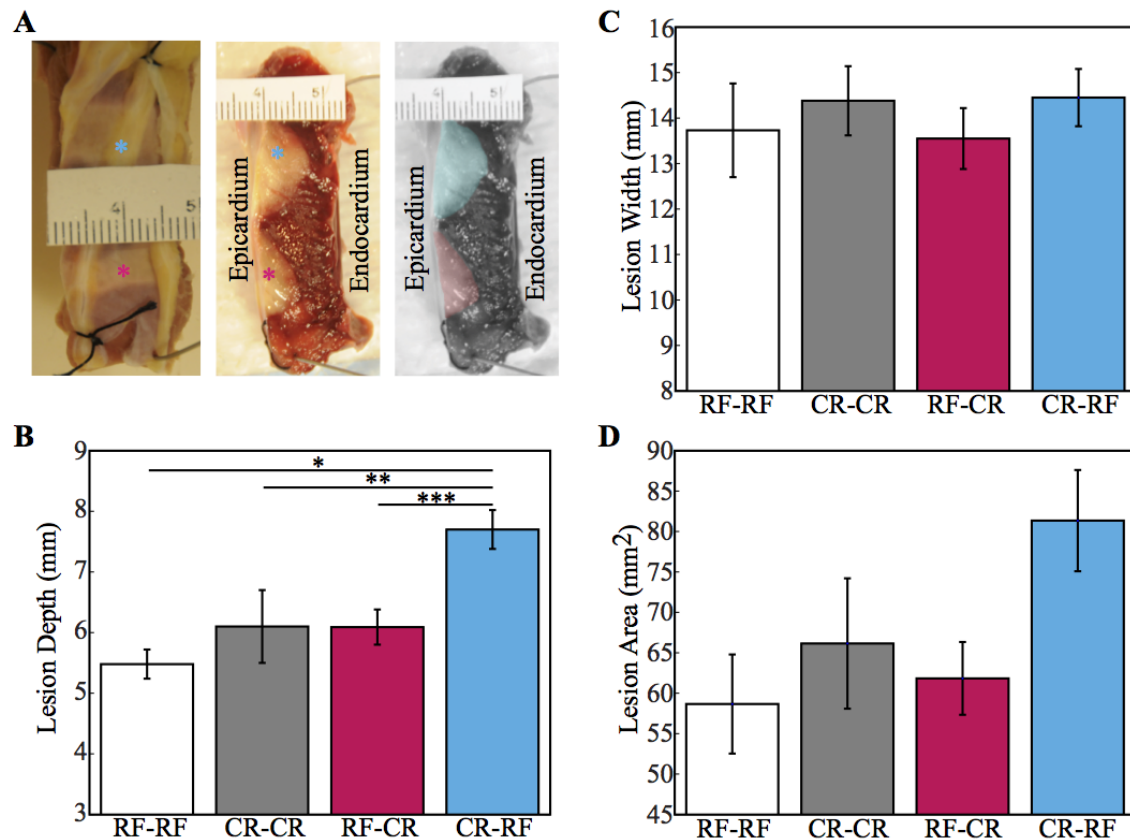 A
4
5
Epicardium
4
5
Endocardium
Epicardium
4
5
Endocardium
B
Lesion Depth (mm)
9
8
7
6
5
4
3
*
**
***
RF-RF CR-CR RF-CR CR-RF
C
Lesion Width (mm)
16
15
14
13
12
11
10
9
8
RF-RF CR-CR RF-CR CR-RF
D
Lesion Area (mm²)
90
85
80
75
70
65
60
55
50
45
RF-RF CR-CR RF-CR CR-RF